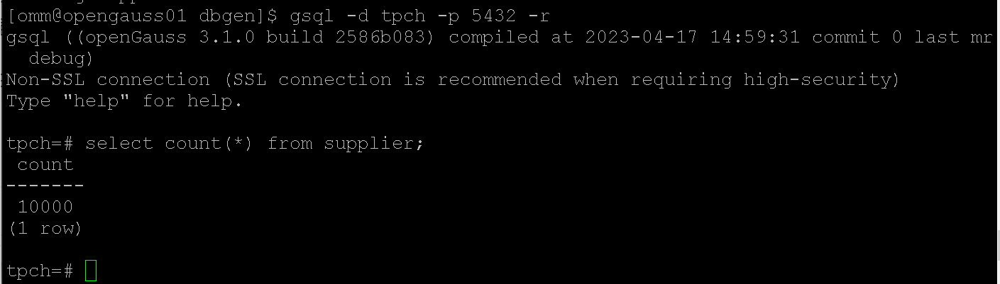 [omm@opengauss01 dbgen]$ gsql -d tpch -p 5432 -r
gsql ((openGauss 3.1.0 build 2586b083) compiled at 2023-04-17 14:59:31 commit 0 last mr
  debug)
Non-SSL connection (SSL connection is recommended when requiring high-security)
Type "help" for help.
tpch=# select count(*) from supplier;
 count
-------
 10000
(1 row)
tpch=#